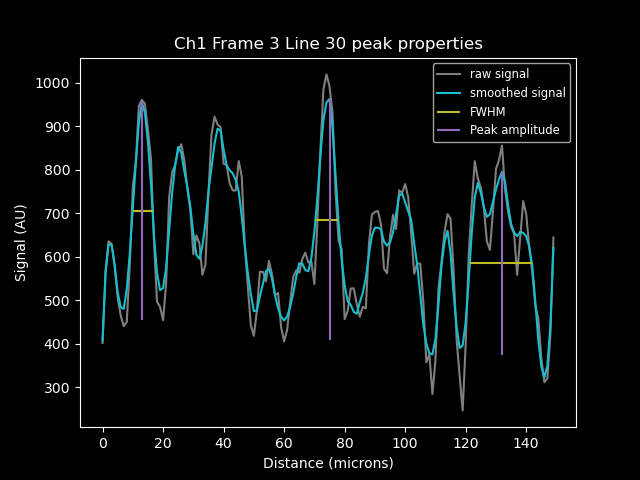 Ch1 Frame 3 Line 30 peak properties
raw signal
smoothed signal
FWHM
Peak amplitude
Signal (AU)
1000
900
800
700
600
500
400
300
0 20 40 60 80 100 120 140
Distance (microns)